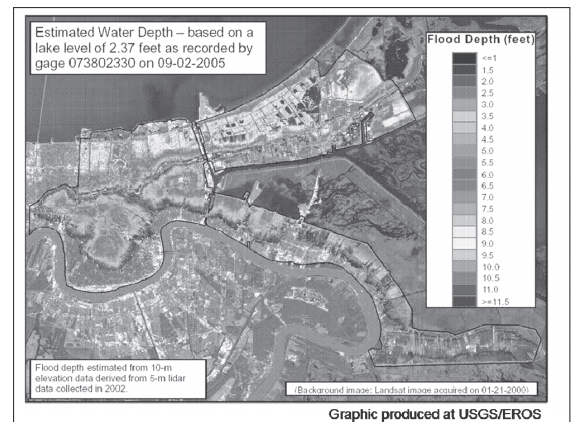 Estimated Water Depth – based on a
lake level of 2.37 feet as recorded by
gage 073802330 on 09-02-2005
Flood Depth (feet)
<=1
1.5
2.0
2.5
3.0
3.5
4.0
4.5
5.0
5.5
6.0
6.5
7.0
7.5
8.0
8.5
9.0
9.5
10.0
10.5
11.0
>=11.5
Flood depth estimated from 10-m
elevation data derived from 5-m lidar
data collected in 2002.
(Background image: Landsat image acquired on 01-21-2000)
Graphic produced at USGS/EROS